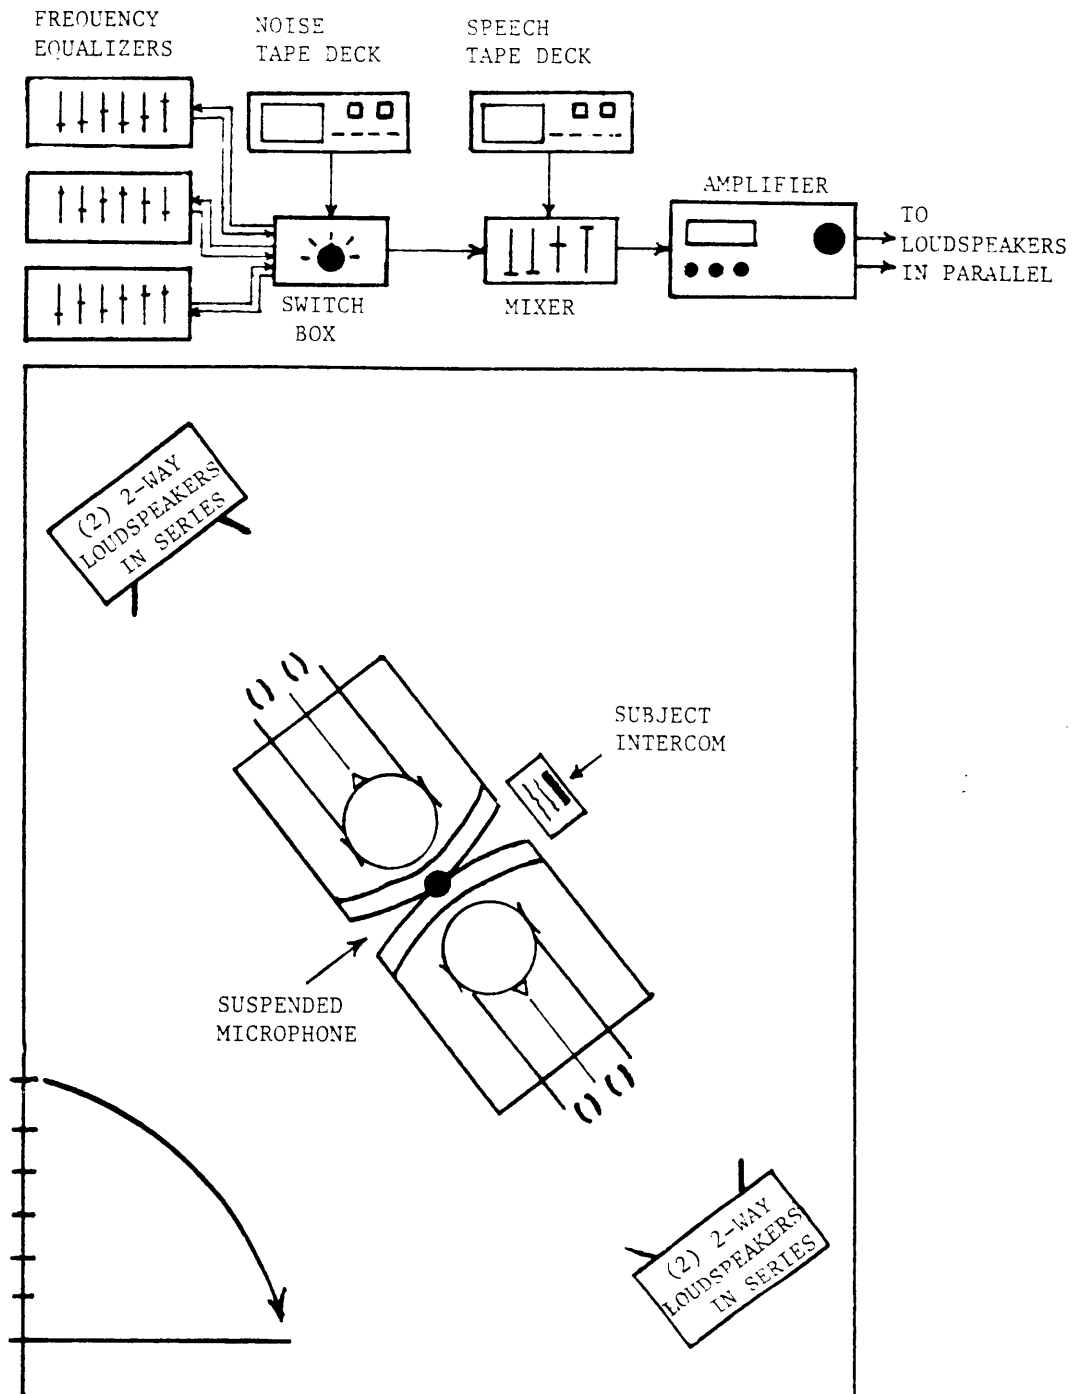 FREQUENCY
EQUALIZERS
NOISE
TAPE DECK
SPEECH
TAPE DECK
AMPLIFIER
TO
LOUDSPEAKERS
IN PARALLEL
SWITCH
BOX
MIXER
(2) 2-WAY
LOUDSPEAKERS
IN SERIES
SUBJECT
INTERCOM
SUSPENDED
MICROPHONE
(2) 2-WAY
LOUDSPEAKERS
IN SERIES